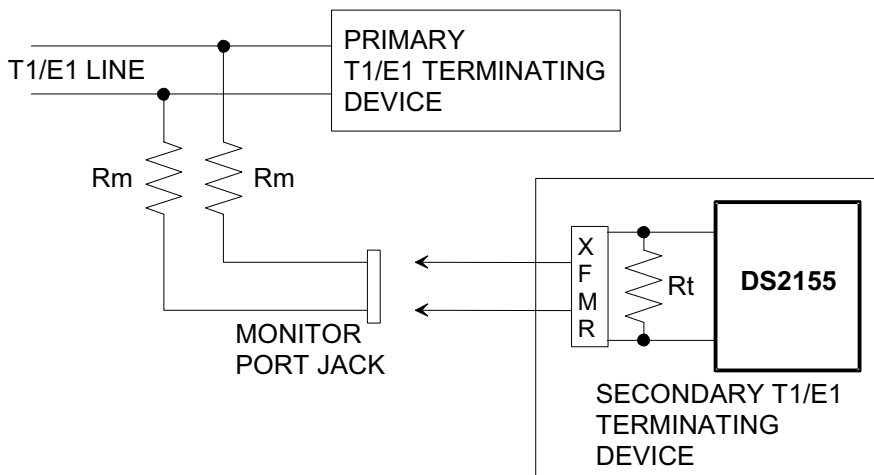 PRIMARY
T1/E1 TERMINATING
DEVICE
T1/E1 LINE
Rm
Rm
X
F
M
R
Rt
DS2155
MONITOR
PORT JACK
SECONDARY T1/E1
TERMINATING
DEVICE